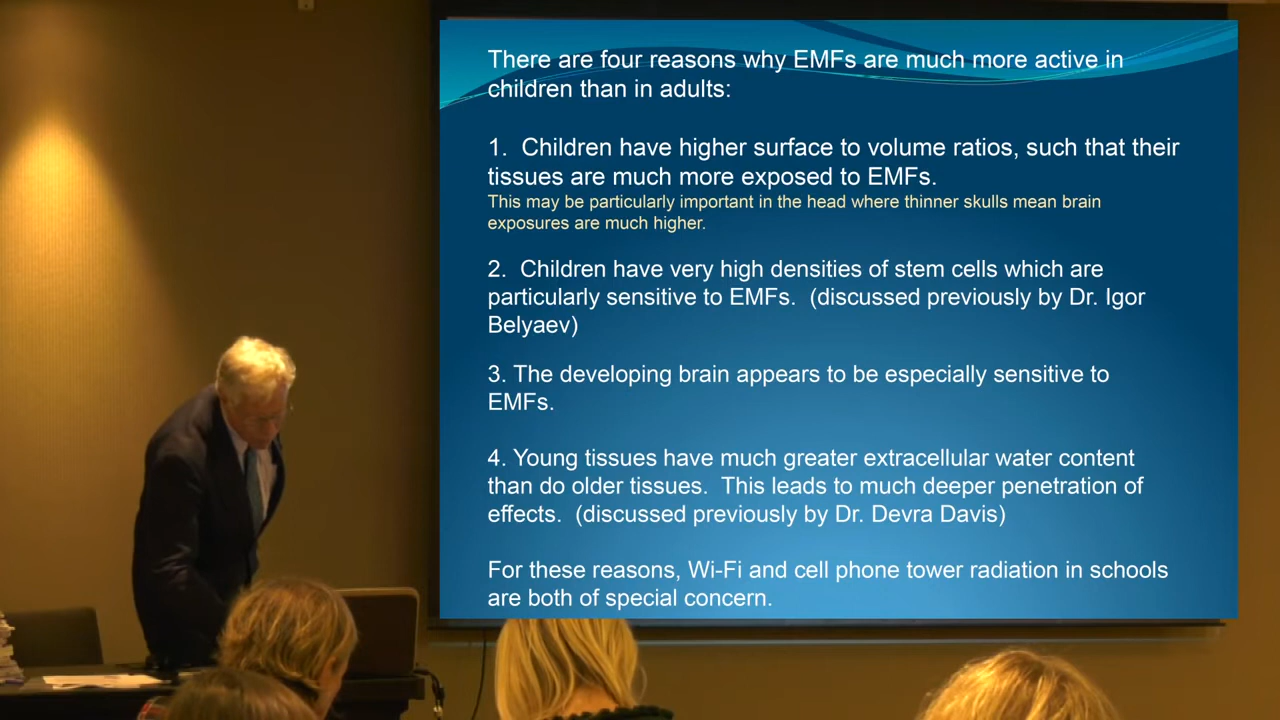 There are four reasons why EMFs are much more active in
children than in adults:
1. Children have higher surface to volume ratios, such that their
tissues are much more exposed to EMFs.
This may be particularly important in the head where thinner skulls mean brain
exposures are much higher.
2. Children have very high densities of stem cells which are
particularly sensitive to EMFs. (discussed previously by Dr. Igor
Belyaev)
3. The developing brain appears to be especially sensitive to
EMFs.
4. Young tissues have much greater extracellular water content
than do older tissues. This leads to much deeper penetration of
effects. (discussed previously by Dr. Devra Davis)
For these reasons, Wi-Fi and cell phone tower radiation in schools
are both of special concern.